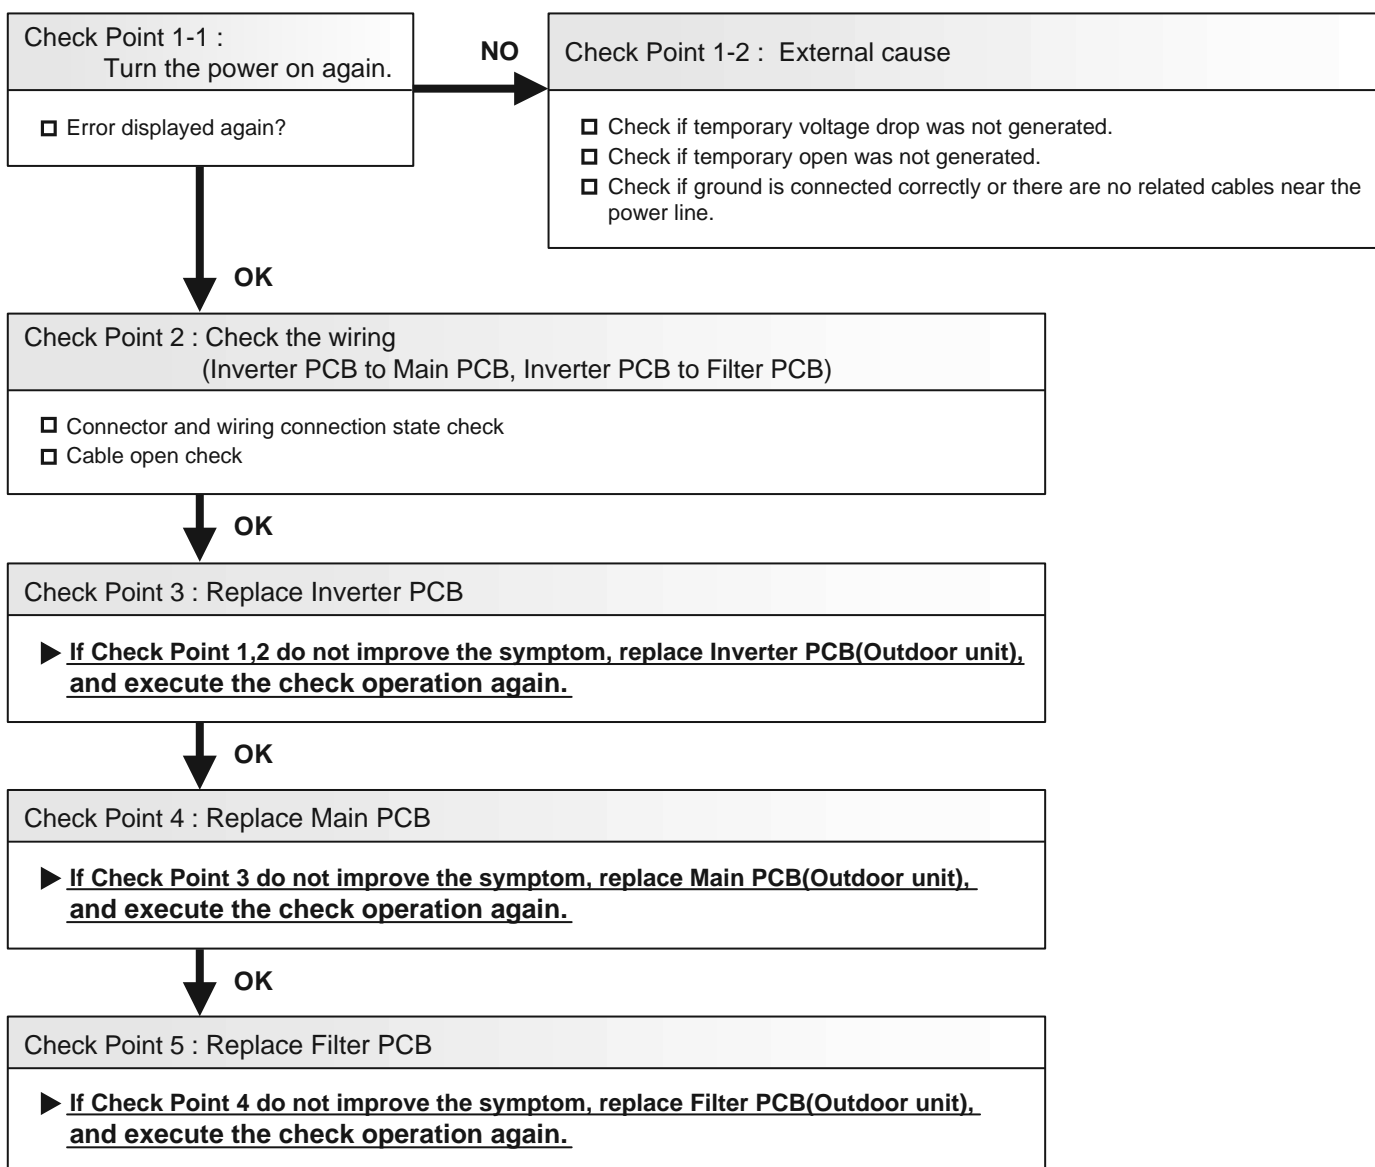 Check Point 1-1 :
Turn the power on again.
Error displayed again?
NO
Check Point 1-2 : External cause
Check if temporary voltage drop was not generated.
Check if temporary open was not generated.
Check if ground is connected correctly or there are no related cables near the
power line.
OK
Check Point 2 : Check the wiring
(Inverter PCB to Main PCB, Inverter PCB to Filter PCB)
Connector and wiring connection state check
Cable open check
OK
Check Point 3 : Replace Inverter PCB
If Check Point 1,2 do not improve the symptom, replace Inverter PCB(Outdoor unit),
and execute the check operation again.
OK
Check Point 4 : Replace Main PCB
If Check Point 3 do not improve the symptom, replace Main PCB(Outdoor unit),
and execute the check operation again.
OK
Check Point 5 : Replace Filter PCB
If Check Point 4 do not improve the symptom, replace Filter PCB(Outdoor unit),
and execute the check operation again.